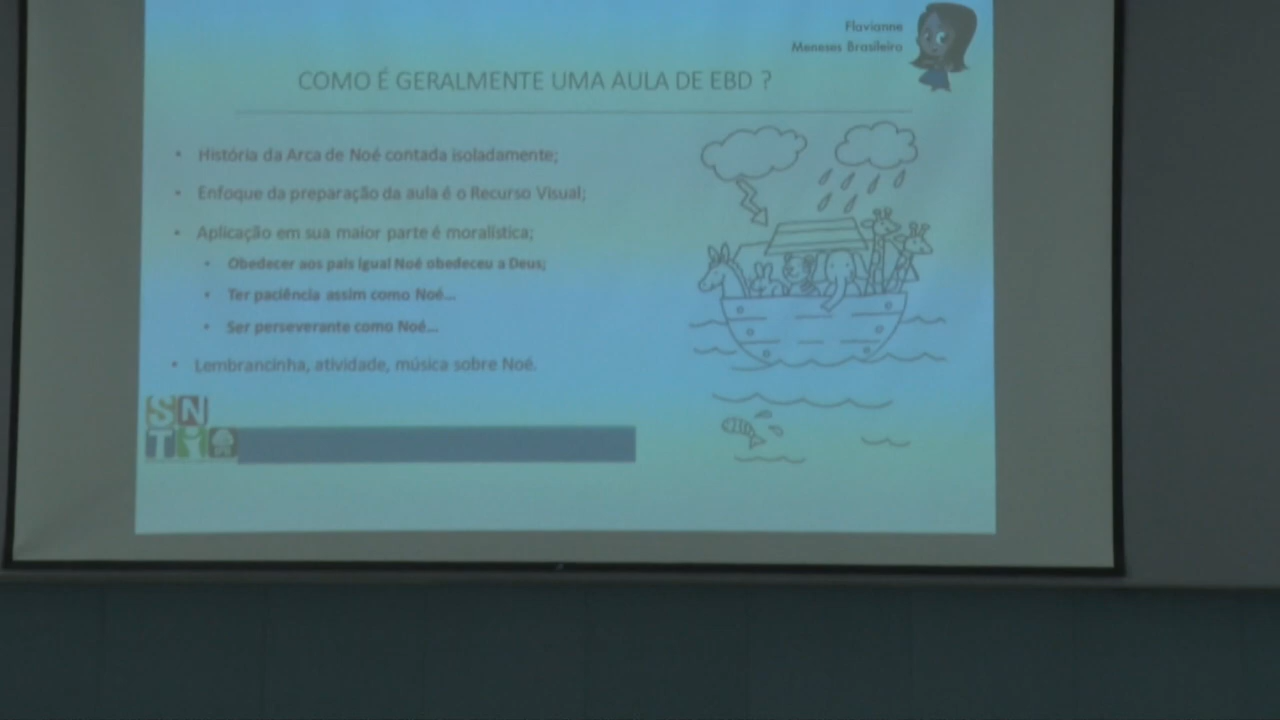 Flavianne
Meneses Brasileiro
COMO É GERALMENTE UMA AULA DE EBD ?
• História da Arca de Noé contada isoladamente;
• Enfoque da preparação da aula é o Recurso Visual;
• Aplicação em sua maior parte é moralística;
• Obedecer aos pais igual Noé obedeceu a Deus;
• Ter paciência assim como Noé...
• Ser perseverante como Noé...
• Lembrancinha, atividade, música sobre Noé.
SN
T